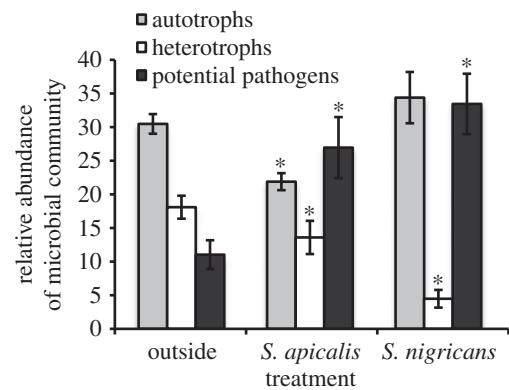 autotrophs
heterotrophs
potential pathogens
relative abundance
of microbial community
40
35
30
25
20
15
10
5
0
*
*
*
*
*
outside
S. apicalis
S. nigricans
treatment